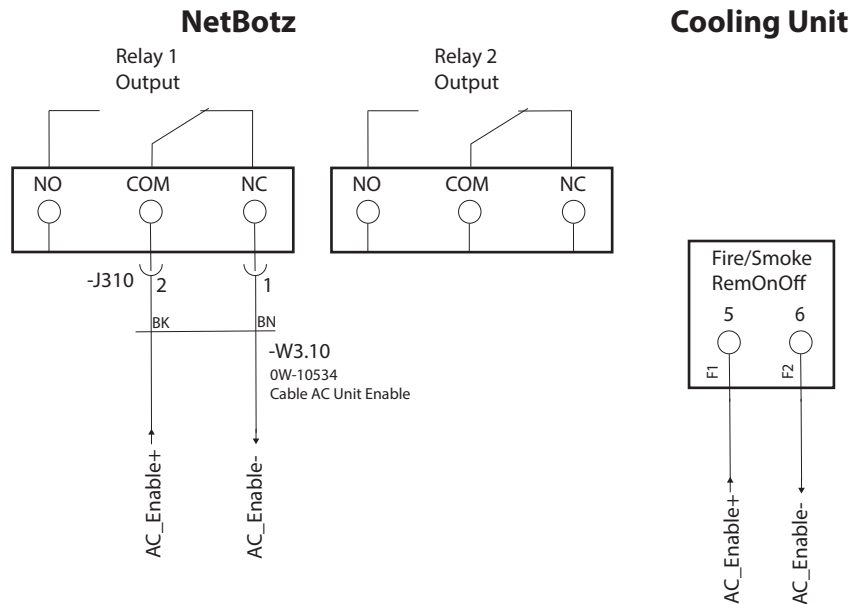 NetBotz
Cooling Unit
Relay 1
Output
Relay 2
Output
NO COM NC
NO COM NC
-J310 2 1
BK BN
-W3.10
0W-10534
Cable AC Unit Enable
AC_Enable+
AC_Enable-
Fire/Smoke
RemOnOff
5 6
F1 F2
AC_Enable+
AC_Enable-